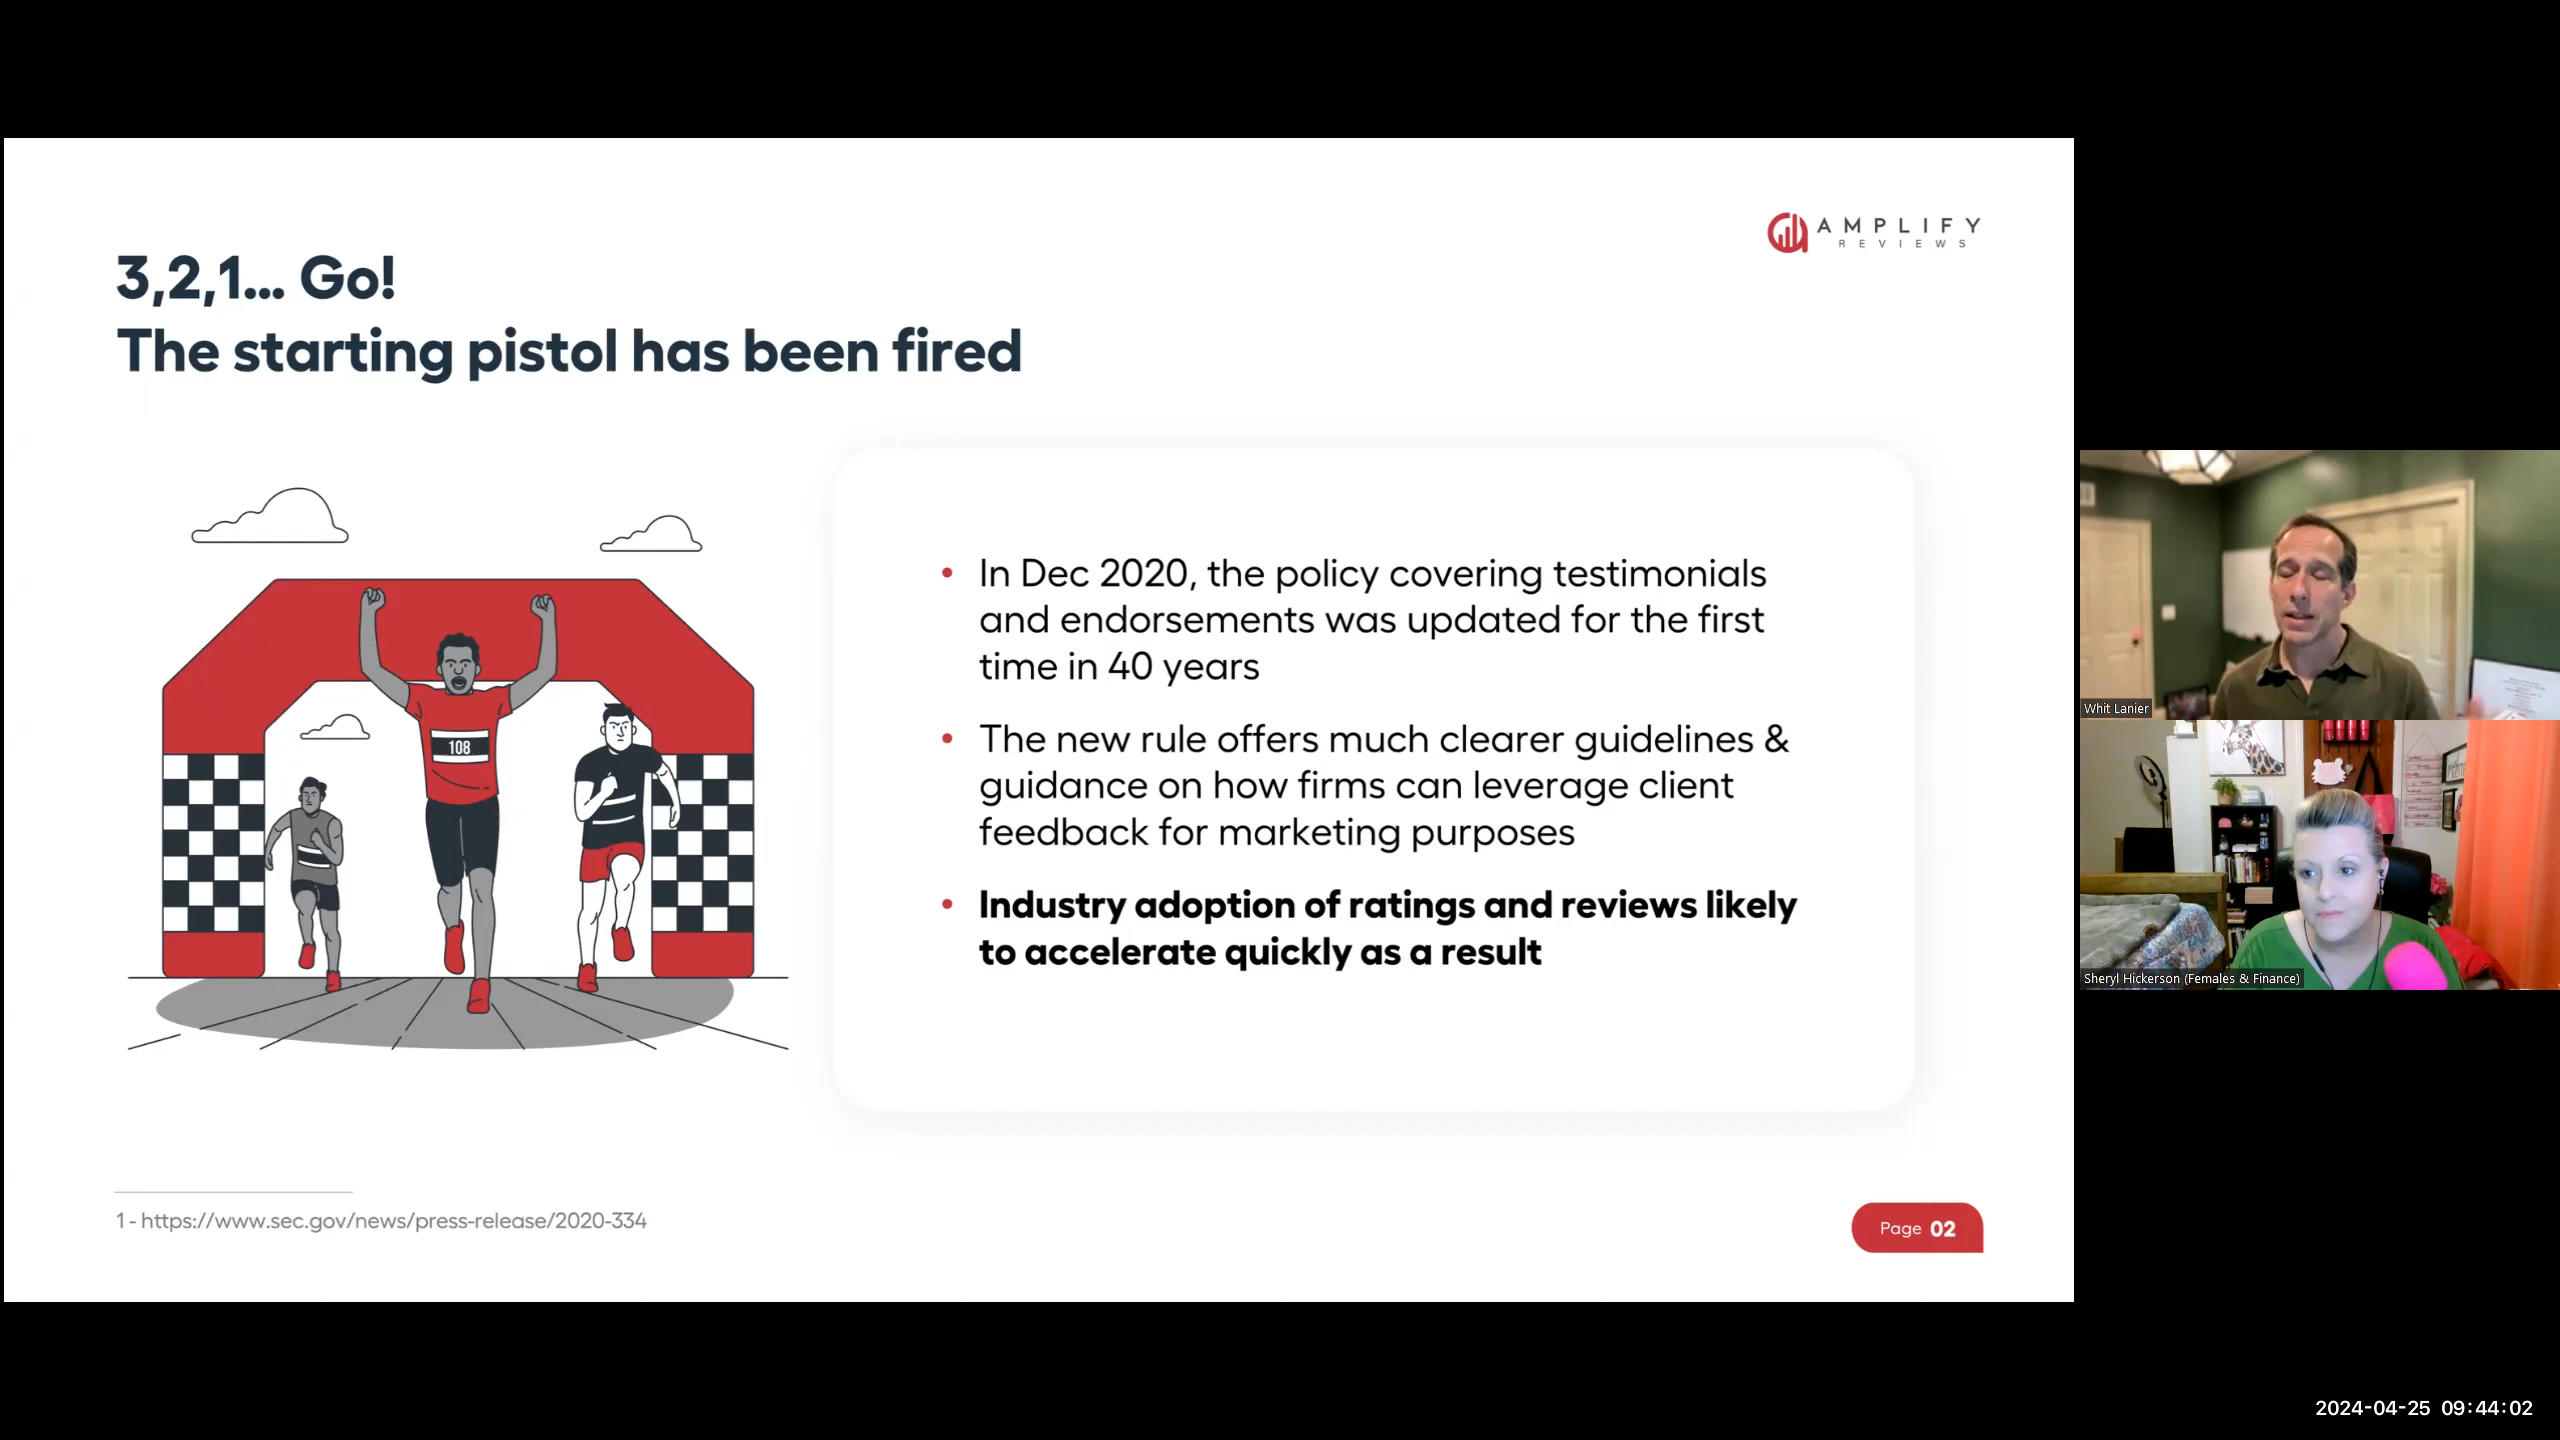 AMPLIFY
REVIEWS
3,2,1... Go!
The starting pistol has been fired
108
• In Dec 2020, the policy covering testimonials
and endorsements was updated for the first
time in 40 years
• The new rule offers much clearer guidelines &
guidance on how firms can leverage client
feedback for marketing purposes
• Industry adoption of ratings and reviews likely
to accelerate quickly as a result
1 - https://www.sec.gov/news/press-release/2020-334
Page 02
Whit Lanier
Sheryl Hickerson (Females & Finance)
2024-04-25 09:44:02